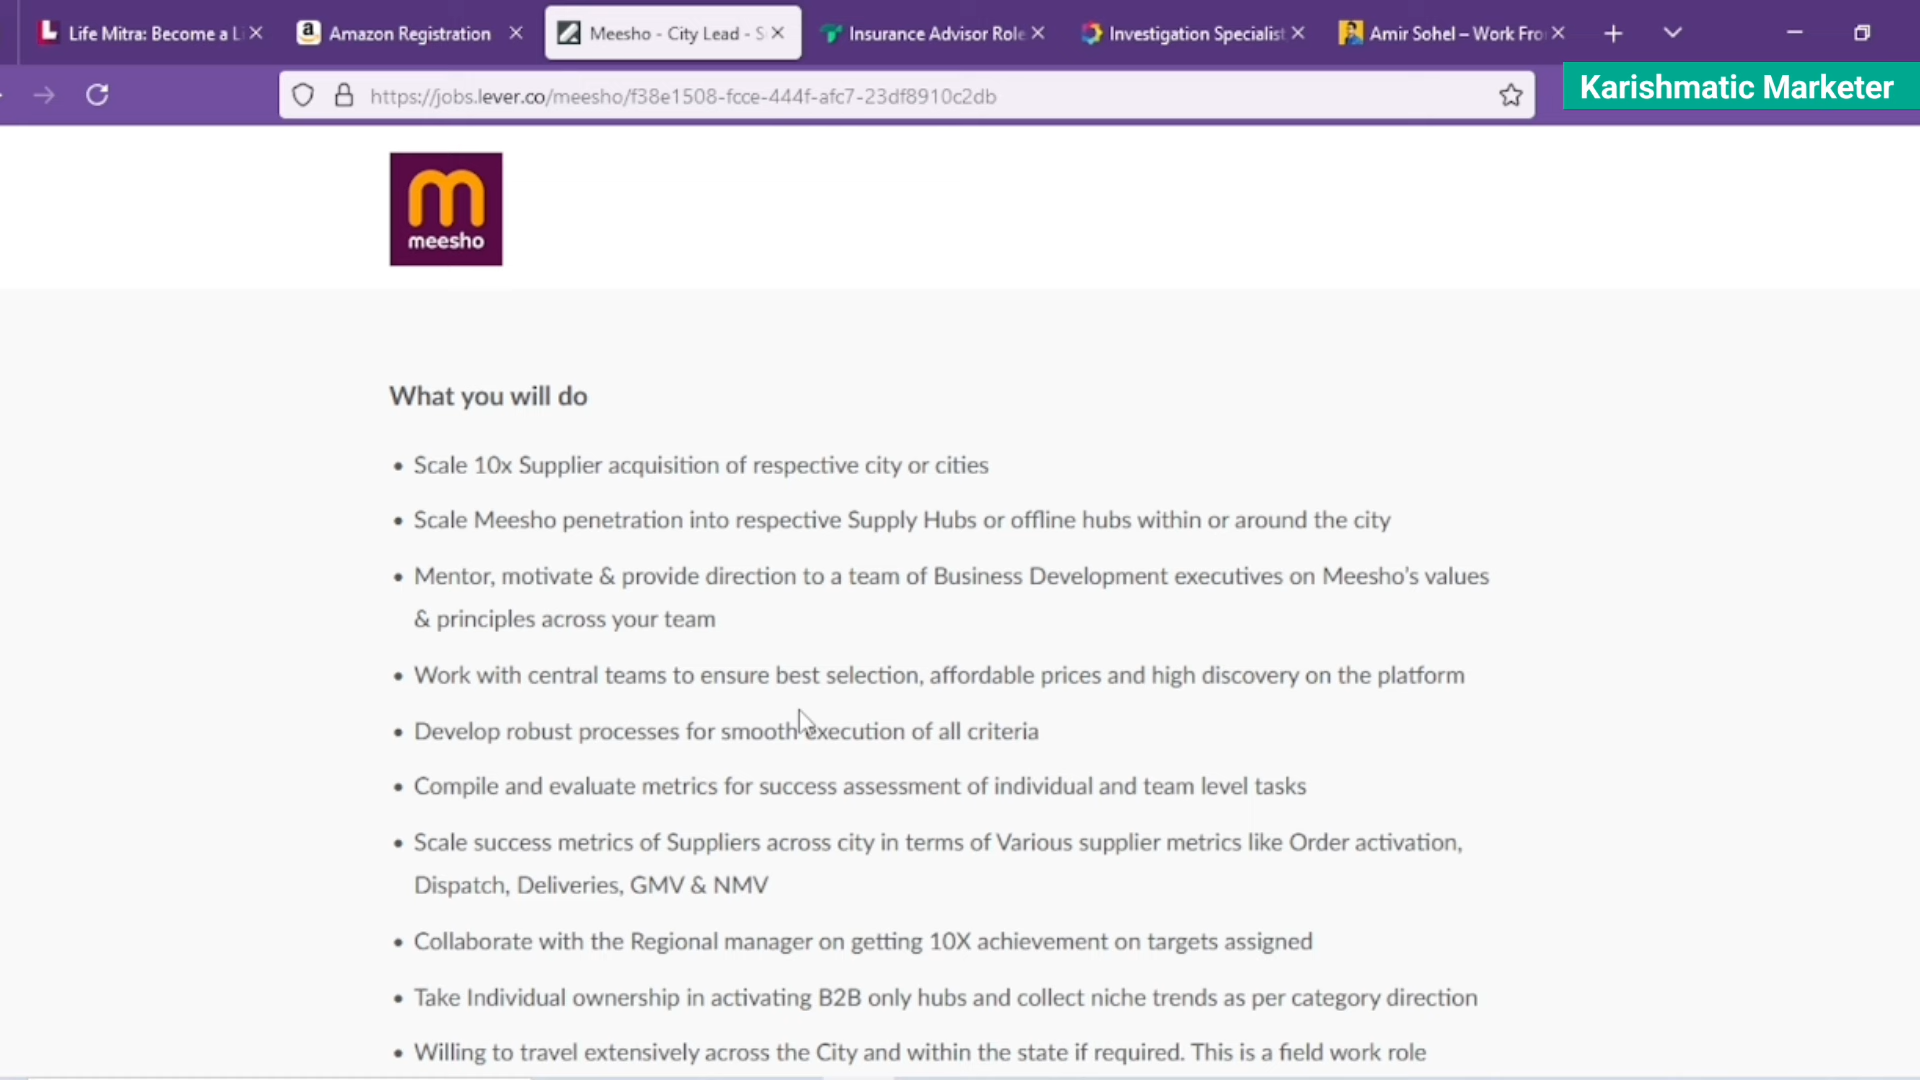 Life Mitra: Become a L
Amazon Registration
Meesho - City Lead - S
Insurance Advisor Role
Investigation Specialist
Amir Sohel – Work Fro
https://jobs.lever.co/meesho/f38e1508-fcce-444f-afc7-23df8910c2db
Karishmatic Marketer
meesho
What you will do
• Scale 10x Supplier acquisition of respective city or cities
• Scale Meesho penetration into respective Supply Hubs or offline hubs within or around the city
• Mentor, motivate & provide direction to a team of Business Development executives on Meesho’s values
& principles across your team
• Work with central teams to ensure best selection, affordable prices and high discovery on the platform
• Develop robust processes for smooth execution of all criteria
• Compile and evaluate metrics for success assessment of individual and team level tasks
• Scale success metrics of Suppliers across city in terms of Various supplier metrics like Order activation,
Dispatch, Deliveries, GMV & NMV
• Collaborate with the Regional manager on getting 10X achievement on targets assigned
• Take Individual ownership in activating B2B only hubs and collect niche trends as per category direction
• Willing to travel extensively across the City and within the state if required. This is a field work role